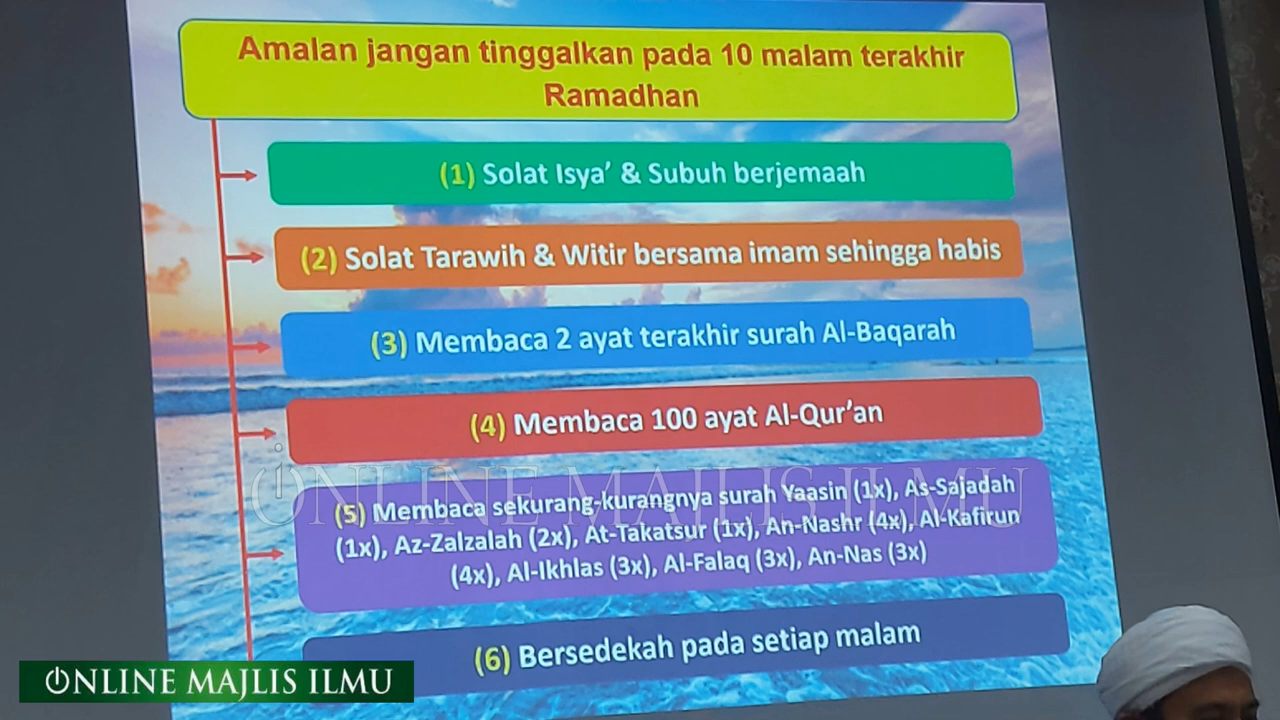 Amalan jangan tinggalkan pada 10 malam terakhir
Ramadhan
(1) Solat Isya’ & Subuh berjemaah
(2) Solat Tarawih & Witir bersama imam sehingga habis
(3) Membaca 2 ayat terakhir surah Al-Baqarah
(4) Membaca 100 ayat Al-Qur’an
ONLINE MAJLIS ILMU
(5) Membaca sekurang-kurangnya surah Yaasin (1x), As-Sajadah
(1x), Az-Zalzalah (2x), At-Takatsur (1x), An-Nashr (4x), Al-Kafirun
(4x), Al-Ikhlas (3x), Al-Falaq (3x), An-Nas (3x)
(6) Bersedekah pada setiap malam
ONLINE MAJLIS ILMU